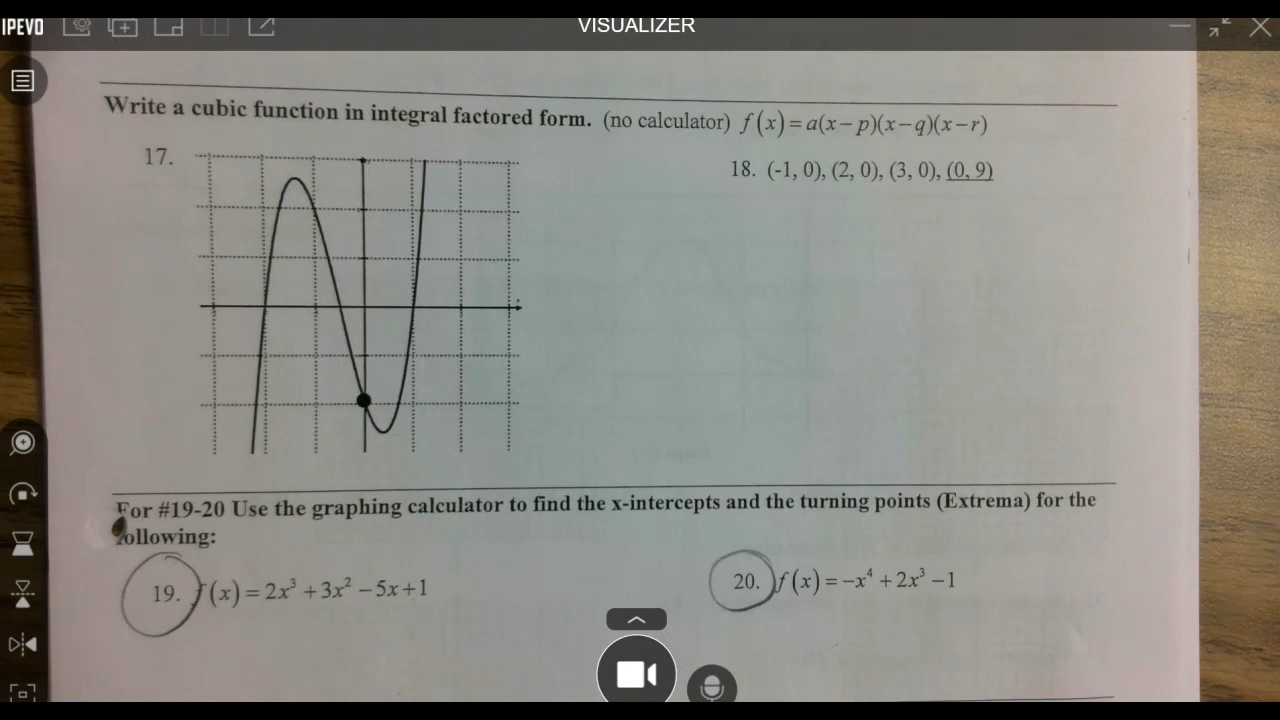 IPEVO
VISUALIZER
Write a cubic function in integral factored form. (no calculator) f(x)=a(x−p)(x−q)(x−r)
17.
18. (-1, 0), (2, 0), (3, 0), (0, 9)
For #19-20 Use the graphing calculator to find the x-intercepts and the turning points (Extrema) for the
following:
19. f(x)=2x³+3x²−5x+1
20. f(x)=−x⁴+2x³−1